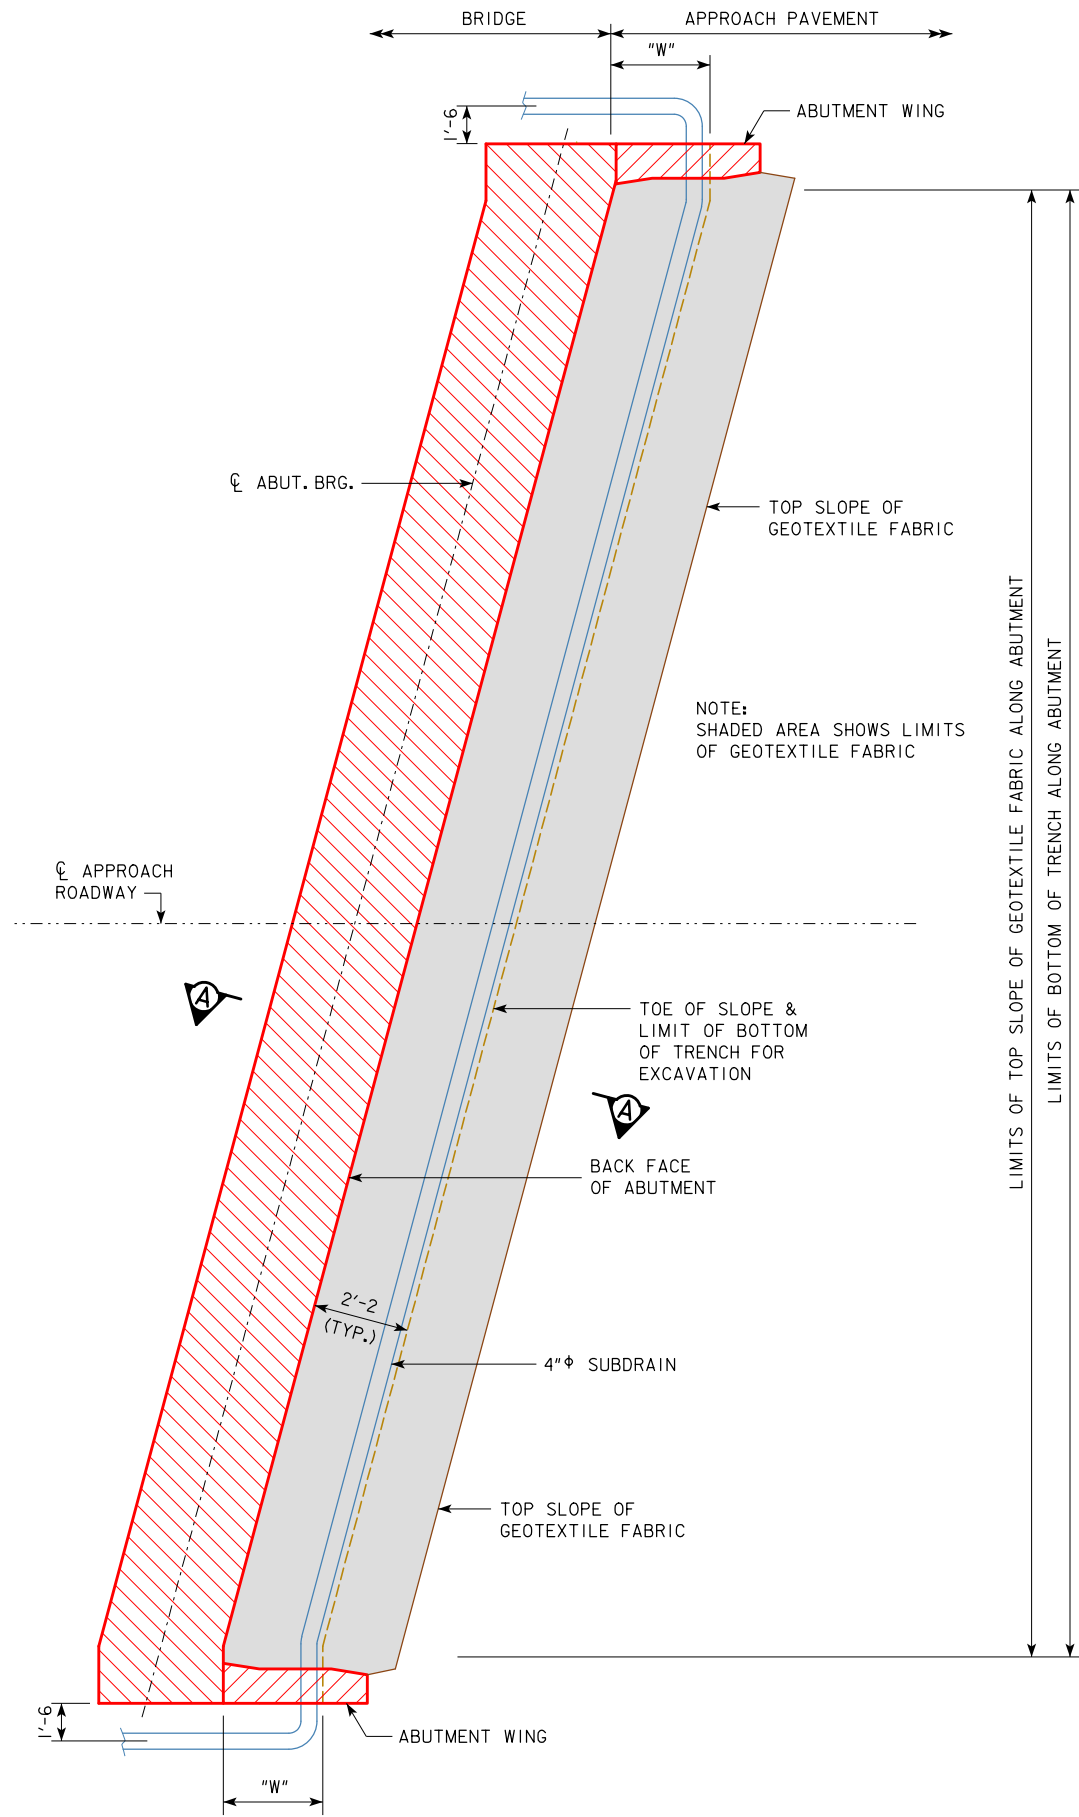 BRIDGE
APPROACH PAVEMENT
"W"
1'-6
ABUTMENT WING
℄ ABUT. BRG.
TOP SLOPE OF
GEOTEXTILE FABRIC
NOTE:
SHADED AREA SHOWS LIMITS
OF GEOTEXTILE FABRIC
LIMITS OF TOP SLOPE OF GEOTEXTILE FABRIC ALONG ABUTMENT
LIMITS OF BOTTOM OF TRENCH ALONG ABUTMENT
℄ APPROACH
ROADWAY
A
TOE OF SLOPE &
LIMIT OF BOTTOM
OF TRENCH FOR
EXCAVATION
A
BACK FACE
OF ABUTMENT
2'-2
(TYP.)
4"⌀ SUBDRAIN
TOP SLOPE OF
GEOTEXTILE FABRIC
1'-6
ABUTMENT WING
"W"